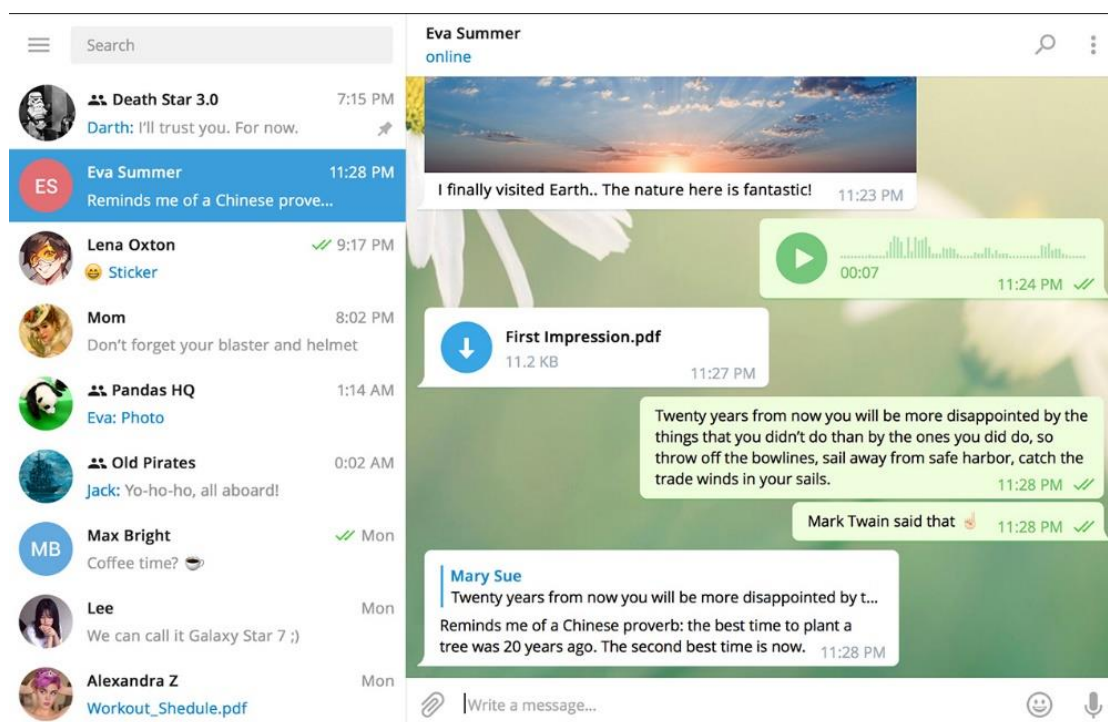 Search
Death Star 3.0
7:15 PM
Darth: I'll trust you. For now.
ES
Eva Summer
11:28 PM
Reminds me of a Chinese prove...
Lena Oxton
9:17 PM
Sticker
Mom
8:02 PM
Don't forget your blaster and helmet
Pandas HQ
1:14 AM
Eva: Photo
Old Pirates
0:02 AM
Jack: Yo-ho-ho, all aboard!
MB
Max Bright
Mon
Coffee time?
Lee
Mon
We can call it Galaxy Star 7 ;)
Alexandra Z
Mon
Workout_Shedule.pdf
Eva Summer
online
I finally visited Earth.. The nature here is fantastic!
11:23 PM
00:07
11:24 PM
First Impression.pdf
11.2 KB
11:27 PM
Twenty years from now you will be more disappointed by the
things that you didn't do than by the ones you did do, so
throw off the bowlines, sail away from safe harbor, catch the
trade winds in your sails.
11:28 PM
Mark Twain said that ☝🏻
11:28 PM
Mary Sue
Twenty years from now you will be more disappointed by t...
Reminds me of a Chinese proverb: the best time to plant a
tree was 20 years ago. The second best time is now.
11:28 PM
Write a message...